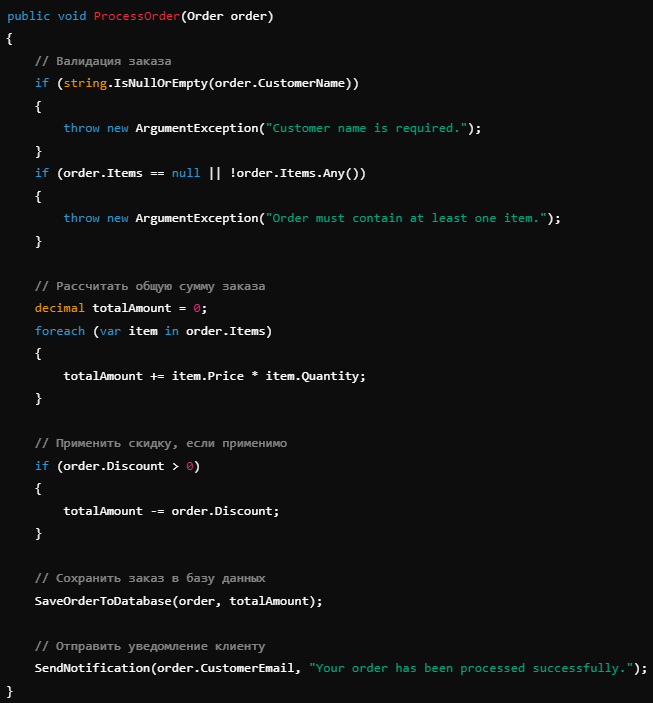 public void ProcessOrder(Order order)
{
    // Валидация заказа
    if (string.IsNullOrEmpty(order.CustomerName))
    {
        throw new ArgumentException("Customer name is required.");
    }
    if (order.Items == null || !order.Items.Any())
    {
        throw new ArgumentException("Order must contain at least one item.");
    }

    // Рассчитать общую сумму заказа
    decimal totalAmount = 0;
    foreach (var item in order.Items)
    {
        totalAmount += item.Price * item.Quantity;
    }

    // Применить скидку, если применимо
    if (order.Discount > 0)
    {
        totalAmount -= order.Discount;
    }

    // Сохранить заказ в базу данных
    SaveOrderToDatabase(order, totalAmount);

    // Отправить уведомление клиенту
    SendNotification(order.CustomerEmail, "Your order has been processed successfully.");
}